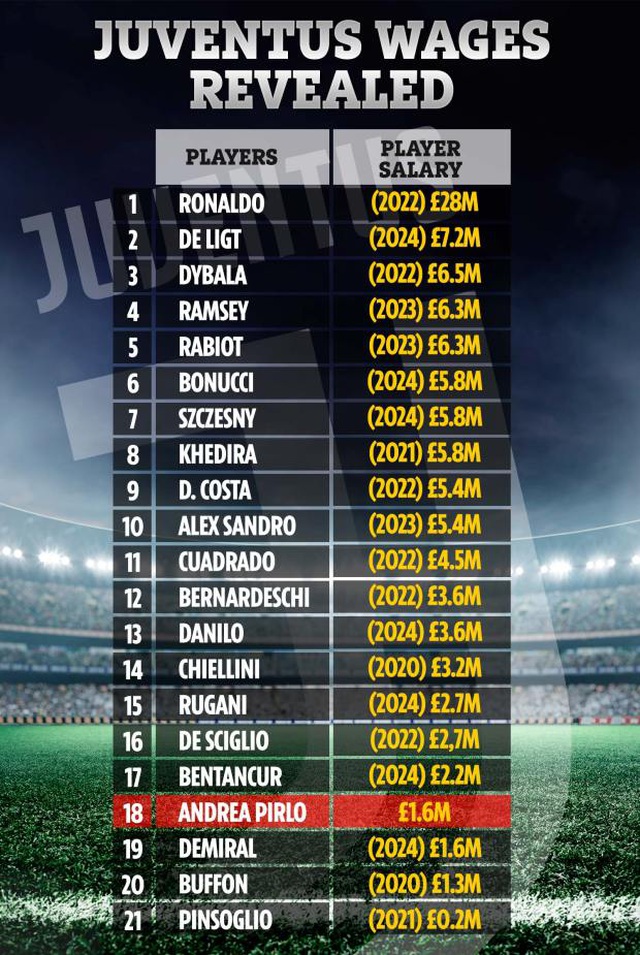 JUVENTUS WAGES
REVEALED
JUVENTUS
PLAYERS
PLAYER
SALARY
1 RONALDO (2022) £28M
2 DE LIGT (2024) £7.2M
3 DYBALA (2022) £6.5M
4 RAMSEY (2023) £6.3M
5 RABIOT (2023) £6.3M
6 BONUCCI (2024) £5.8M
7 SZCZESNY (2024) £5.8M
8 KHEDIRA (2021) £5.8M
9 D. COSTA (2022) £5.4M
10 ALEX SANDRO (2023) £5.4M
11 CUADRADO (2022) £4.5M
12 BERNARDESCHI (2022) £3.6M
13 DANILO (2024) £3.6M
14 CHIELLINI (2020) £3.2M
15 RUGANI (2024) £2.7M
16 DE SCIGLIO (2022) £2,7M
17 BENTANCUR (2024) £2.2M
18 ANDREA PIRLO £1.6M
19 DEMIRAL (2024) £1.6M
20 BUFFON (2020) £1.3M
21 PINSOGLIO (2021) £0.2M